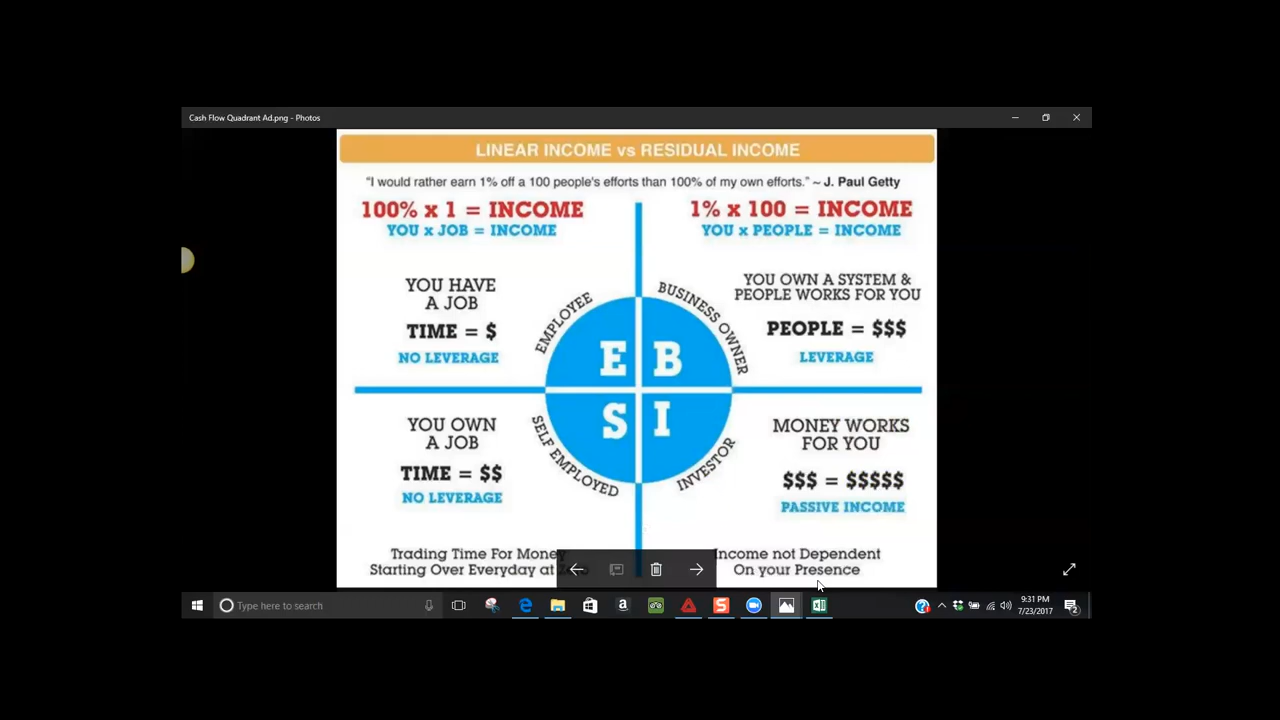 Cash Flow Quadrant Ad.png - Photos
LINEAR INCOME vs RESIDUAL INCOME
"I would rather earn 1% off a 100 people's efforts than 100% of my own efforts." ~ J. Paul Getty
100% x 1 = INCOME
YOU x JOB = INCOME
1% x 100 = INCOME
YOU x PEOPLE = INCOME
YOU HAVE
A JOB
TIME = $
NO LEVERAGE
EMPLOYEE
BUSINESS OWNER
YOU OWN A SYSTEM &
PEOPLE WORKS FOR YOU
PEOPLE = $$$
LEVERAGE
E B
S I
YOU OWN
A JOB
TIME = $$
NO LEVERAGE
SELF EMPLOYED
INVESTOR
MONEY WORKS
FOR YOU
$$$ = $$$$$
PASSIVE INCOME
Trading Time For Money
Starting Over Everyday at
Income not Dependent
On your Presence
Type here to search
9:31 PM
7/23/2017